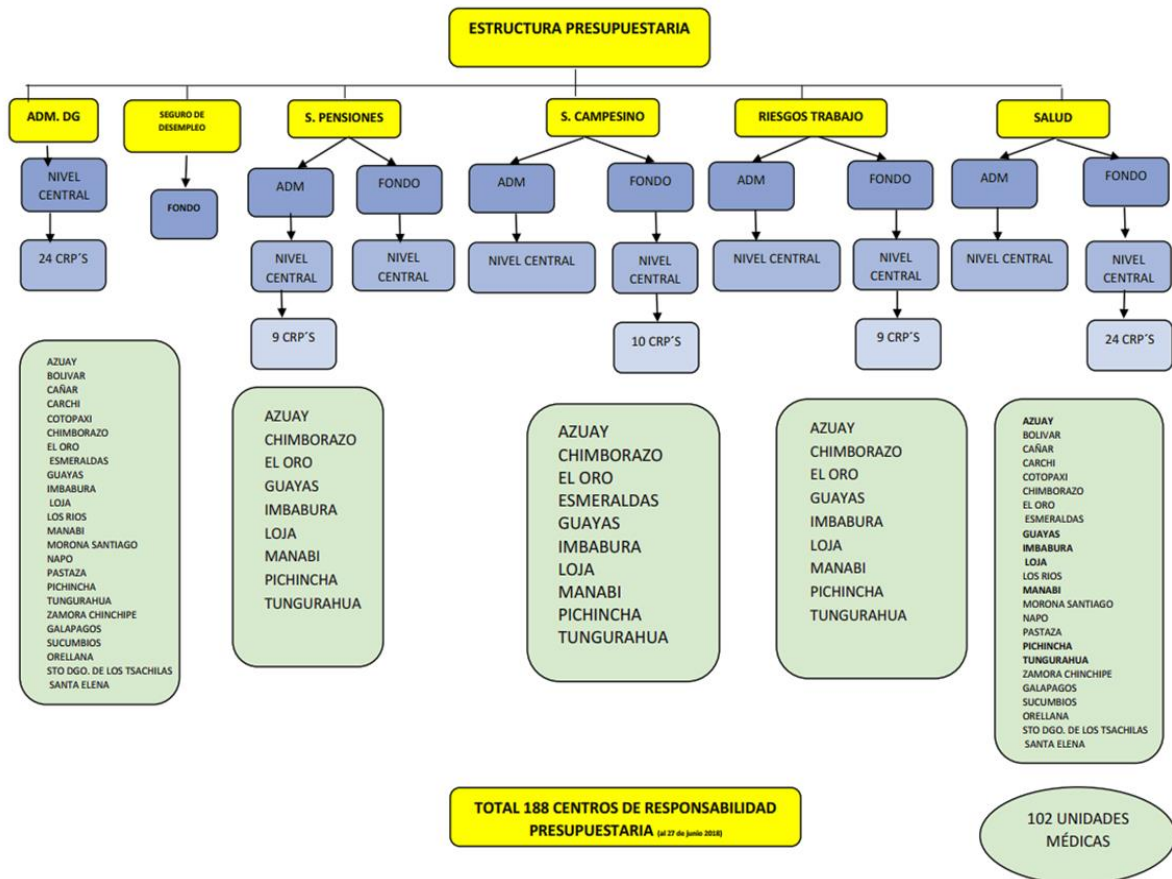 ESTRUCTURA PRESUPUESTARIA
ADM. DG
SEGURO DE
DESEMPLEO
S. PENSIONES
S. CAMPESINO
RIESGOS TRABAJO
SALUD
NIVEL
CENTRAL
FONDO
ADM
FONDO
ADM
FONDO
ADM
FONDO
ADM
FONDO
24 CRP'S
NIVEL
CENTRAL
NIVEL
CENTRAL
NIVEL CENTRAL
NIVEL
CENTRAL
NIVEL CENTRAL
NIVEL
CENTRAL
NIVEL CENTRAL
NIVEL
CENTRAL
9 CRP´S
10 CRP´S
9 CRP´S
24 CRP´S
AZUAY
BOLIVAR
CAÑAR
CARCHI
COTOPAXI
CHIMBORAZO
EL ORO
ESMERALDAS
GUAYAS
IMBABURA
LOJA
LOS RIOS
MANABI
MORONA SANTIAGO
NAPO
PASTAZA
PICHINCHA
TUNGURAHUA
ZAMORA CHINCHIPE
GALAPAGOS
SUCUMBIOS
ORELLANA
STO DGO. DE LOS TSACHILAS
SANTA ELENA
AZUAY
CHIMBORAZO
EL ORO
GUAYAS
IMBABURA
LOJA
MANABI
PICHINCHA
TUNGURAHUA
AZUAY
CHIMBORAZO
EL ORO
ESMERALDAS
GUAYAS
IMBABURA
LOJA
MANABI
PICHINCHA
TUNGURAHUA
AZUAY
CHIMBORAZO
EL ORO
GUAYAS
IMBABURA
LOJA
MANABI
PICHINCHA
TUNGURAHUA
AZUAY
BOLIVAR
CAÑAR
CARCHI
COTOPAXI
CHIMBORAZO
EL ORO
ESMERALDAS
GUAYAS
IMBABURA
LOJA
LOS RIOS
MANABI
MORONA SANTIAGO
NAPO
PASTAZA
PICHINCHA
TUNGURAHUA
ZAMORA CHINCHIPE
GALAPAGOS
SUCUMBIOS
ORELLANA
STO DGO. DE LOS TSACHILAS
SANTA ELENA
TOTAL 188 CENTROS DE RESPONSABILIDAD
PRESUPUESTARIA (al 27 de junio 2018)
102 UNIDADES
MÉDICAS